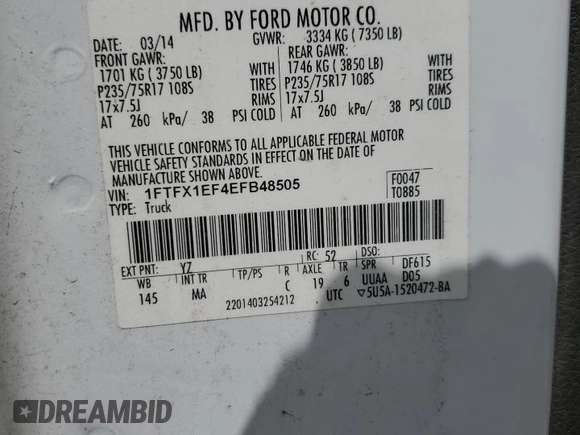 MFD. BY FORD MOTOR CO.
DATE: 03/14 GVWR: 3334 KG ( 7350 LB)
FRONT GAWR: REAR GAWR:
1701 KG ( 3750 LB) WITH 1746 KG ( 3850 LB) WITH
P235/75R17 108S TIRES P235/75R17 108S TIRES
17x7.5J RIMS 17x7.5J RIMS
AT 260 kPa/ 38 PSI COLD AT 260 kPa/ 38 PSI COLD
THIS VEHICLE CONFORMS TO ALL APPLICABLE FEDERAL MOTOR
VEHICLE SAFETY STANDARDS IN EFFECT ON THE DATE OF
MANUFACTURE SHOWN ABOVE.
VIN: 1FTFX1EF4EFB48505 F0047
TYPE: Truck T0885
EXT PNT: YZ RC: 52 DSO:
WB INT TR TP/PS R AXLE TR SPR DF615
145 MA C 19 6 UUAA D05
2201403254212 UTC ▽5U5A-1520472-BA
DREAMBID